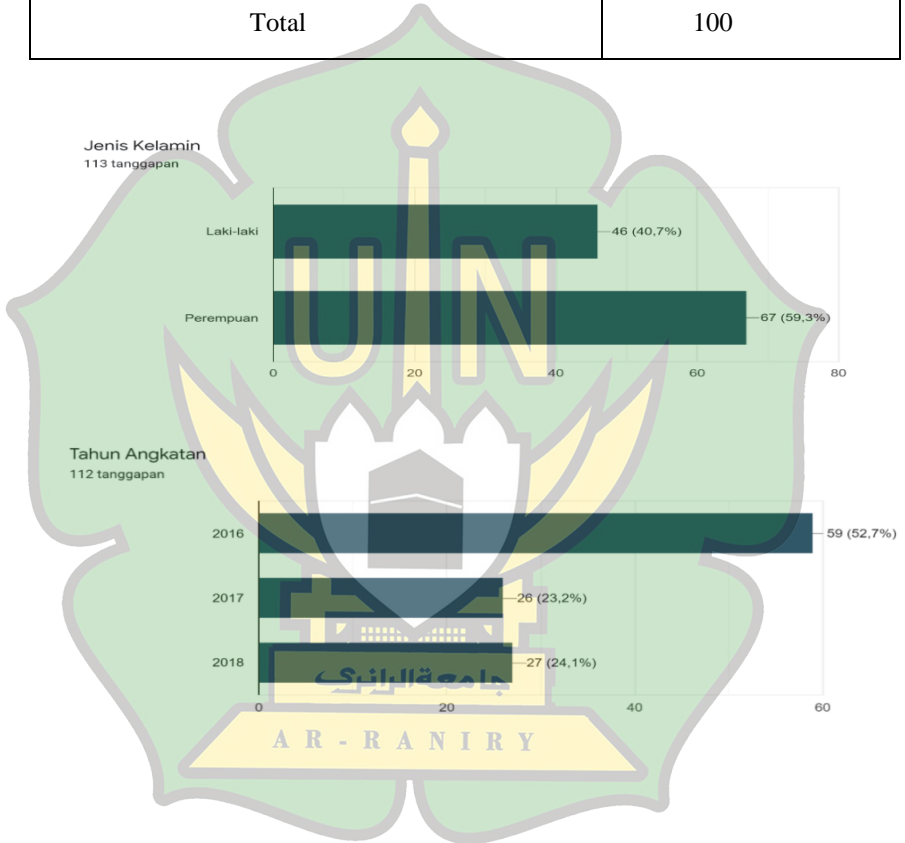 Total 100
Jenis Kelamin
113 tanggapan
Laki-laki 46 (40,7%)
Perempuan 67 (59,3%)
0 20 40 60 80
UIN
Tahun Angkatan
112 tanggapan
2016 59 (52,7%)
2017 26 (23,2%)
2018 27 (24,1%)
جامعة الرانري
0 20 40 60
AR-RANIRY